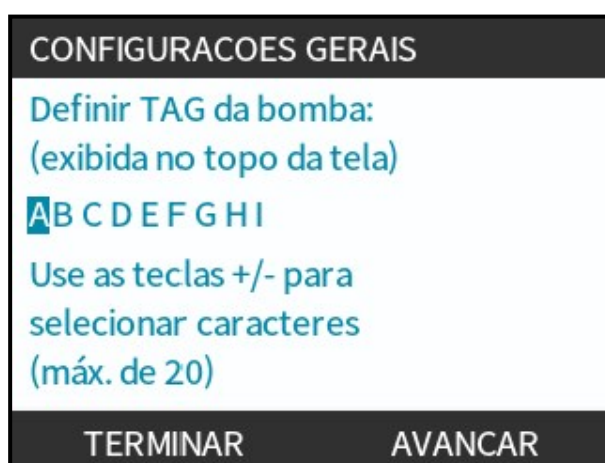 CONFIGURACOES GERAIS
Definir TAG da bomba:
(exibida no topo da tela)
A B C D E F G H I
Use as teclas +/- para
selecionar caracteres
(máx. de 20)
TERMINAR AVANCAR